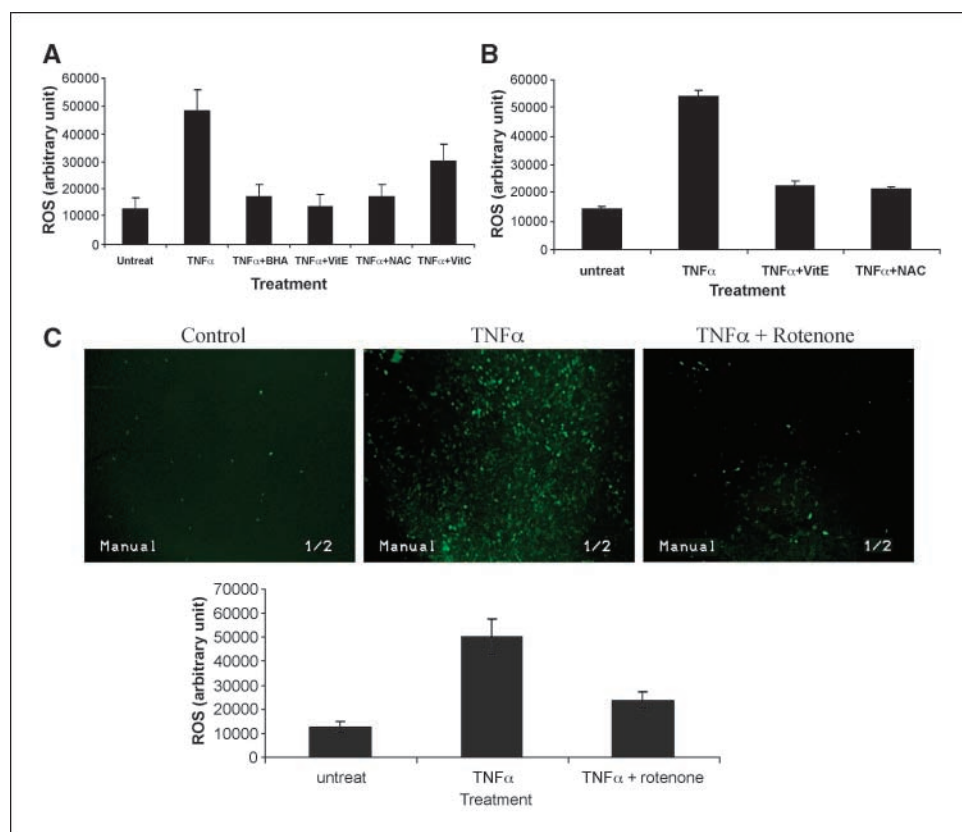 A
ROS (arbitrary unit)
60000
50000
40000
30000
20000
10000
0
Untreat TNFα TNFα+BHA TNFα+VitE TNFα+NAC TNFα+VitC
Treatment
B
ROS (arbitrary unit)
60000
50000
40000
30000
20000
10000
0
untreat TNFα TNFα+VitE TNFα+NAC
Treatment
C
Control TNFα TNFα + Rotenone
Manual 1/2 Manual 1/2 Manual 1/2
ROS (arbitrary unit)
70000
60000
50000
40000
30000
20000
10000
0
untreat TNFα TNFα + rotenone
Treatment